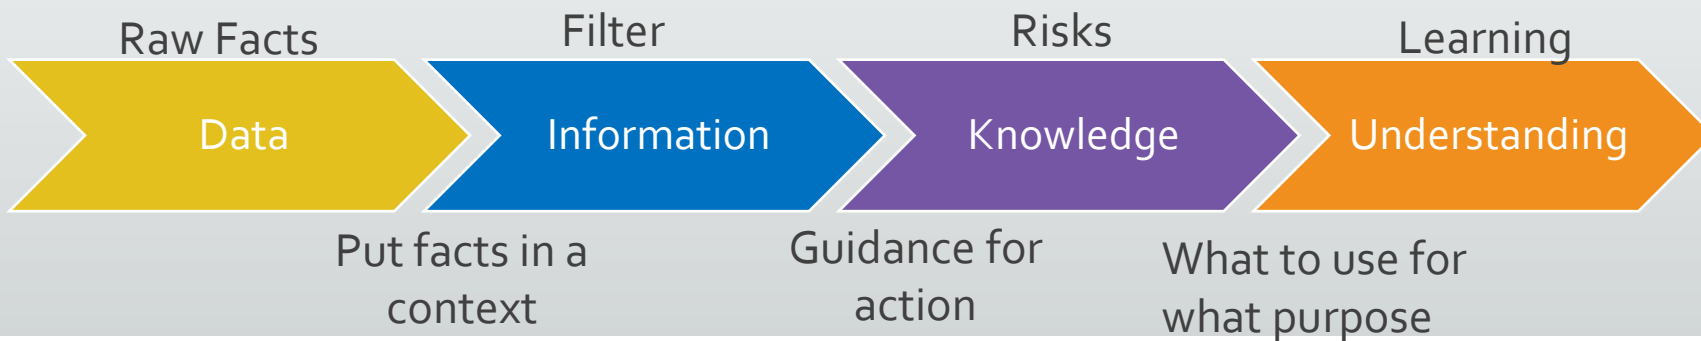 Raw Facts
Filter
Risks
Learning
Data
Information
Knowledge
Understanding
Put facts in a
context
Guidance for
action
What to use for
what purpose